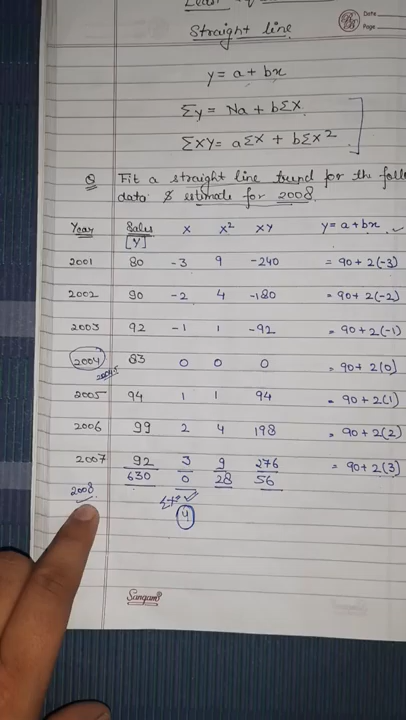 Straight line
Date
Page
y = a + bx
Σy = Na + bΣx
Σxy = aΣx + bΣx²
Q Fit a straight line trend for the follo
data & estimate for 2008.
Year Sales [Y] X X² XY y = a + bx
2001 80 -3 9 -240 = 90 + 2(-3)
2002 90 -2 4 -180 = 90 + 2(-2)
2003 92 -1 1 -92 = 90 + 2(-1)
2004 83 0 0 0 = 90 + 2(0)
2005 94 1 1 94 = 90 + 2(1)
2006 99 2 4 198 = 90 + 2(2)
2007 92 3 9 276 = 90 + 2(3)
630 0 28 56
2008
4
Sangam